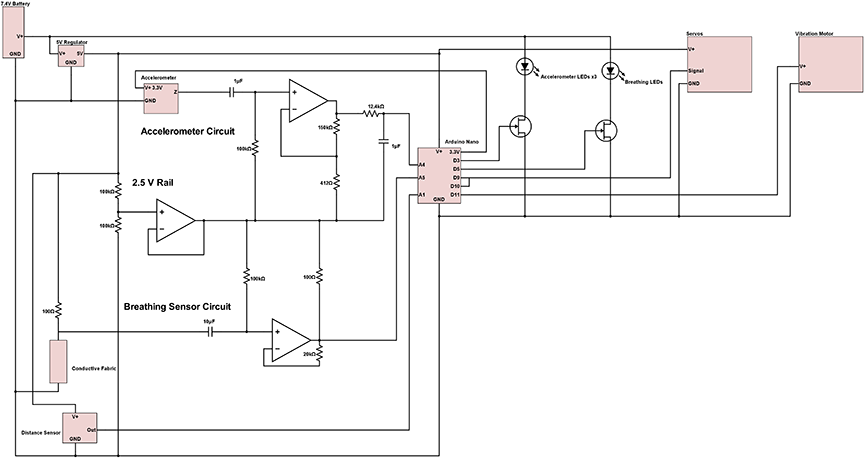 7.4V Battery
V+
GND
5V Regulator
V+ 5V
GND
Accelerometer
V+ 3.3V
Z
GND
1μF
Accelerometer Circuit
100kΩ
150kΩ
412Ω
12.4kΩ
1μF
2.5 V Rail
100kΩ
100kΩ
Arduino Nano
V+ 3.3V
D3
A4 D5
A5 D9
D10
A1 D11
GND
Accelerometer LEDs x3
Breathing LEDs
Servos
V+
Signal
GND
Vibration Motor
V+
GND
Breathing Sensor Circuit
100Ω
10μF
100kΩ
100Ω
20kΩ
Conductive Fabric
Distance Sensor
V+
Out
GND